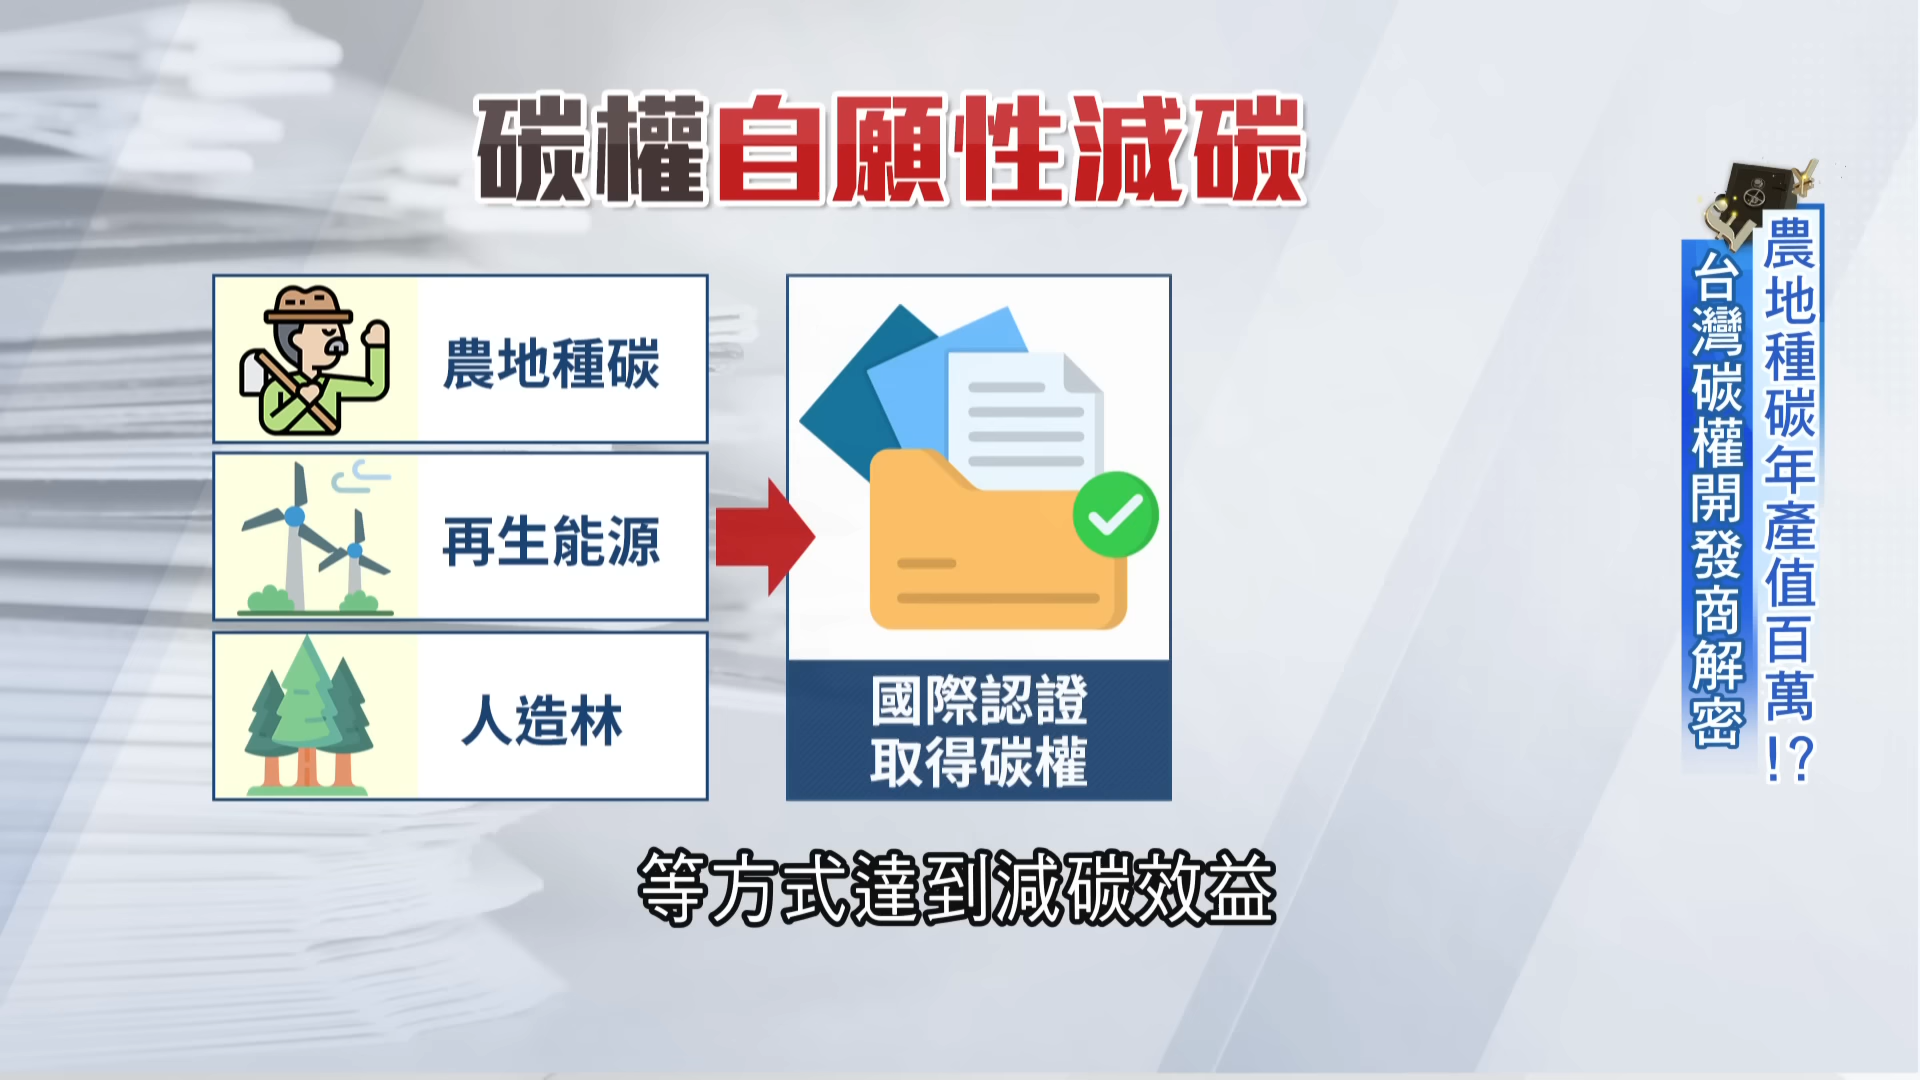 碳權自願性減碳
農地種碳
再生能源
人造林
國際認證
取得碳權
農地種碳年產值百萬!?
台灣碳權開發商解密
等方式達到減碳效益